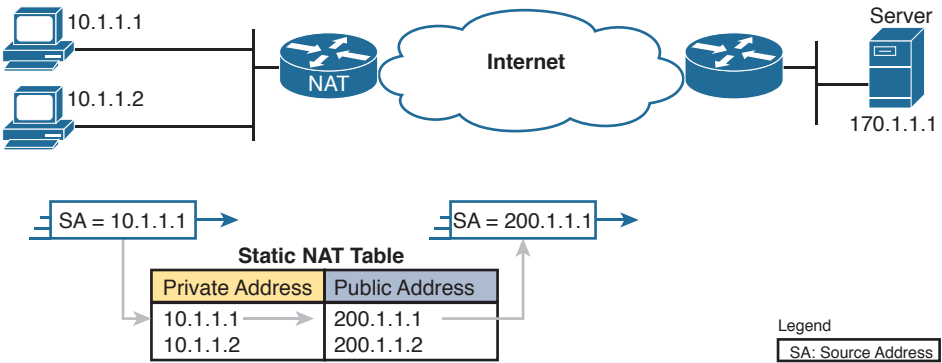 10.1.1.1
10.1.1.2
NAT
Internet
Server
170.1.1.1
SA = 10.1.1.1
SA = 200.1.1.1
Static NAT Table
Private Address Public Address
10.1.1.1 200.1.1.1
10.1.1.2 200.1.1.2
Legend
SA: Source Address